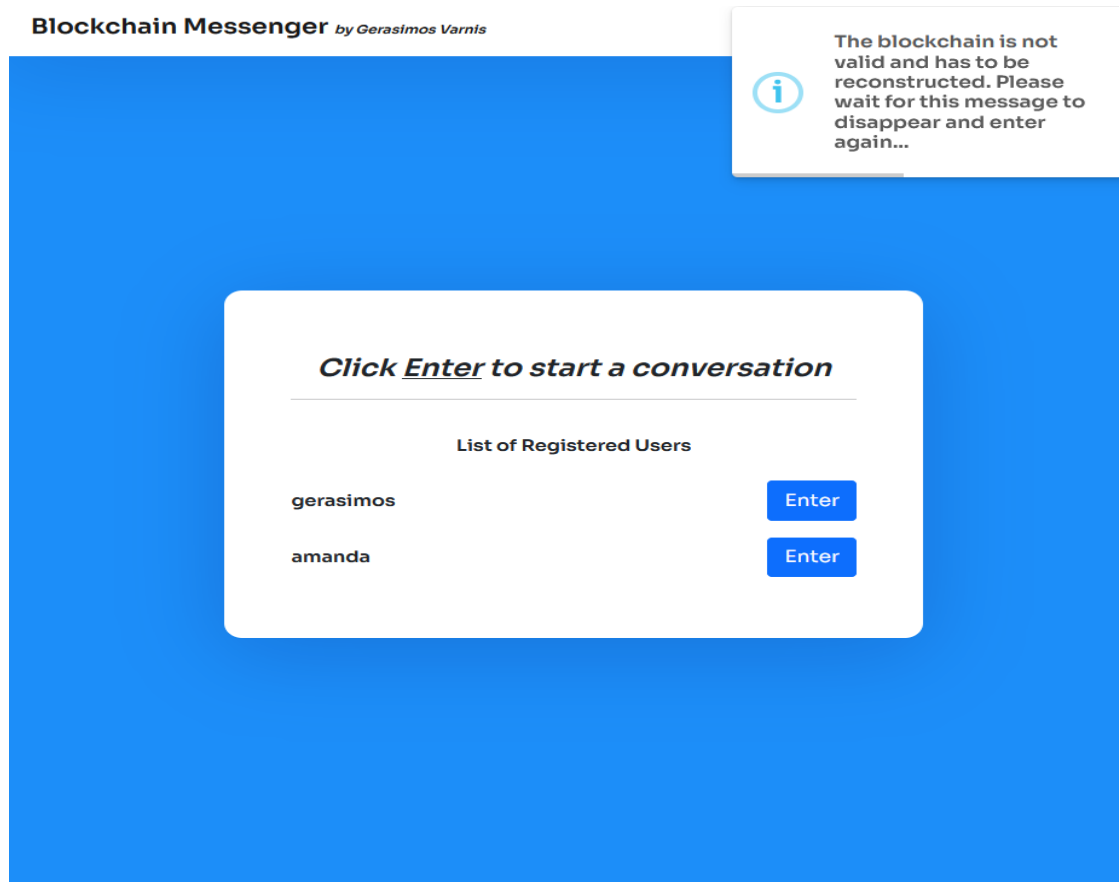 Blockchain Messenger by Gerasimos Varnis
The blockchain is not
valid and has to be
reconstructed. Please
wait for this message to
disappear and enter
again...
Click Enter to start a conversation
List of Registered Users
gerasimos Enter
amanda Enter